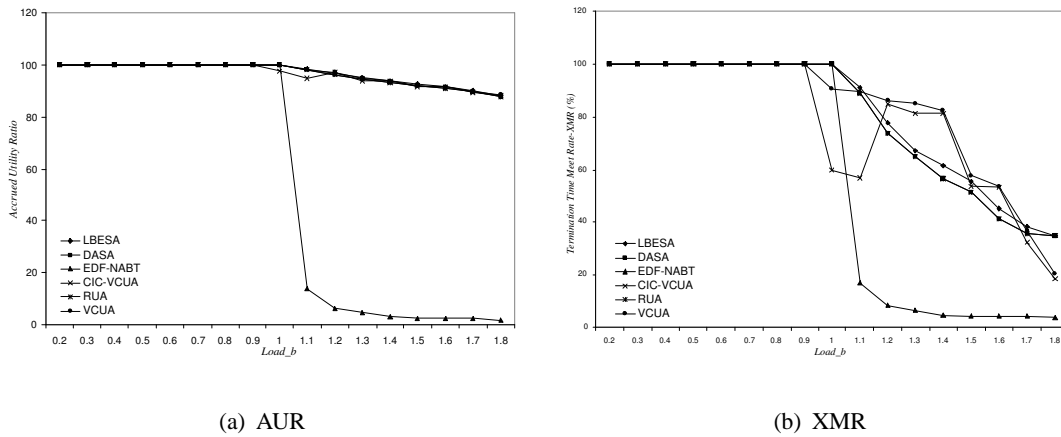 120
100
80
60
40
20
0
Accrued Utility Ratio
LBESA
DASA
EDF-NABT
CIC-VCUA
RUA
VCUA
0.2 0.3 0.4 0.5 0.6 0.7 0.8 0.9 1 1.1 1.2 1.3 1.4 1.5 1.6 1.7 1.8
Load_b
(a) AUR
120
100
80
60
40
20
0
Termination Time Meet Rate-XMR (%)
LBESA
DASA
EDF-NABT
CIC-VCUA
RUA
VCUA
0.2 0.3 0.4 0.5 0.6 0.7 0.8 0.9 1 1.1 1.2 1.3 1.4 1.5 1.6 1.7 1.8
Load_b
(b) XMR